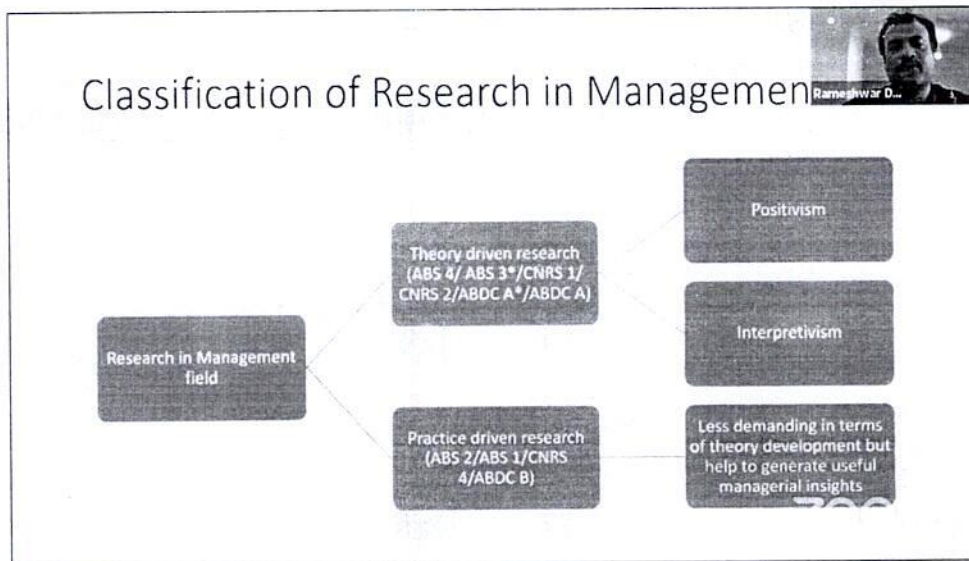 Classification of Research in Managemen
Rameshwar D...
Research in Management
field
Theory driven research
(ABS 4/ ABS 3*/CNRS 1/
CNRS 2/ABDC A*/ABDC A)
Practice driven research
(ABS 2/ABS 1/CNRS
4/ABDC B)
Positivism
Interpretivism
Less demanding in terms
of theory development but
help to generate useful
managerial insights